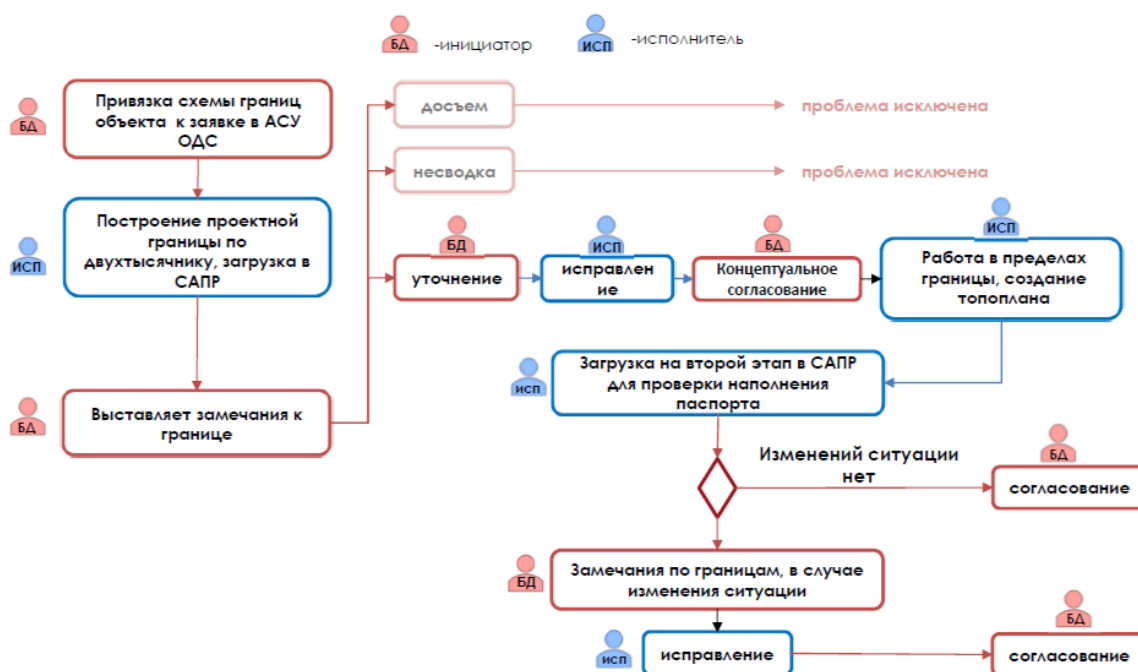 БД
-инициатор
ИСП
-исполнитель
БД
Привязка схемы границ
объекта к заявке в АСУ
ОДС
досъем
проблема исключена
несводка
проблема исключена
ИСП
Построение проектной
границы по
двухтысячнику, загрузка в
САПР
БД
уточнение
ИСП
исправлен
ие
БД
Концептуальное
согласование
ИСП
Работа в пределах
границы, создание
топоплана
БД
Выставляет замечания к
границе
ИСП
Загрузка на второй этап в САПР
для проверки наполнения
паспорта
Изменений ситуации
нет
БД
согласование
БД
Замечания по границам, в случае
изменения ситуации
ИСП
исправление
БД
согласование